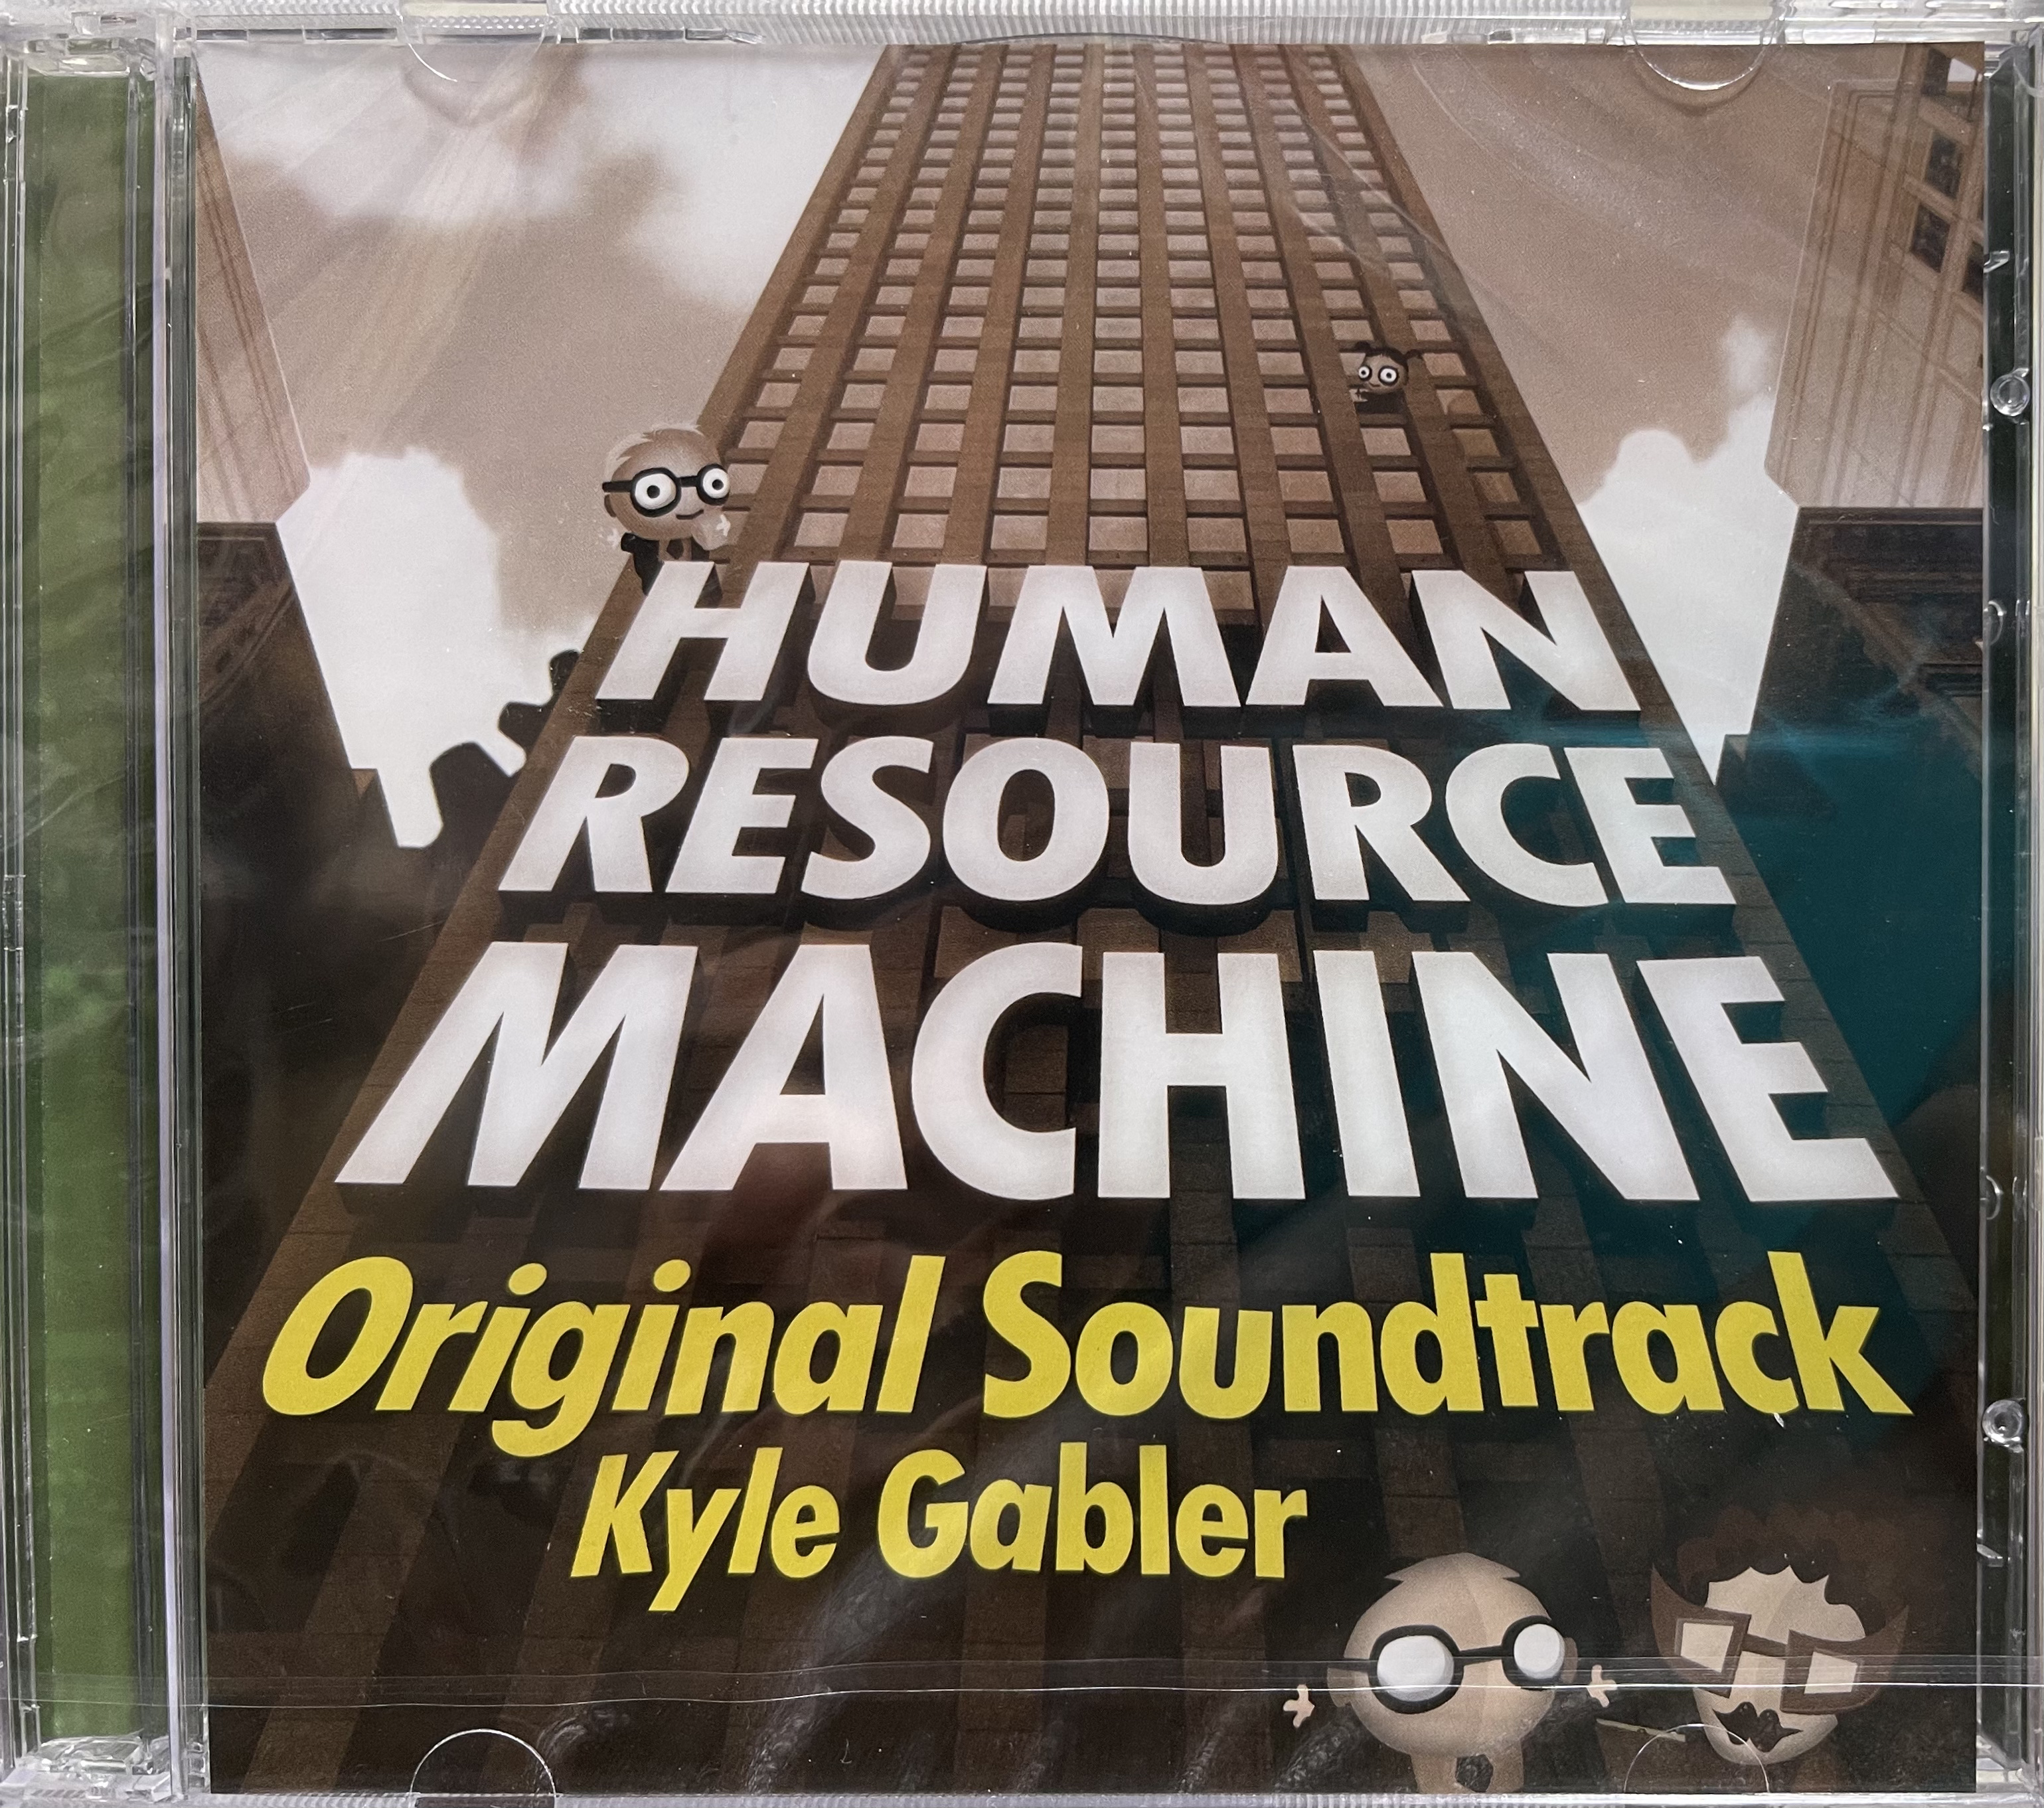 HUMAN
RESOURCE
MACHINE
Original Soundtrack
Kyle Gabler